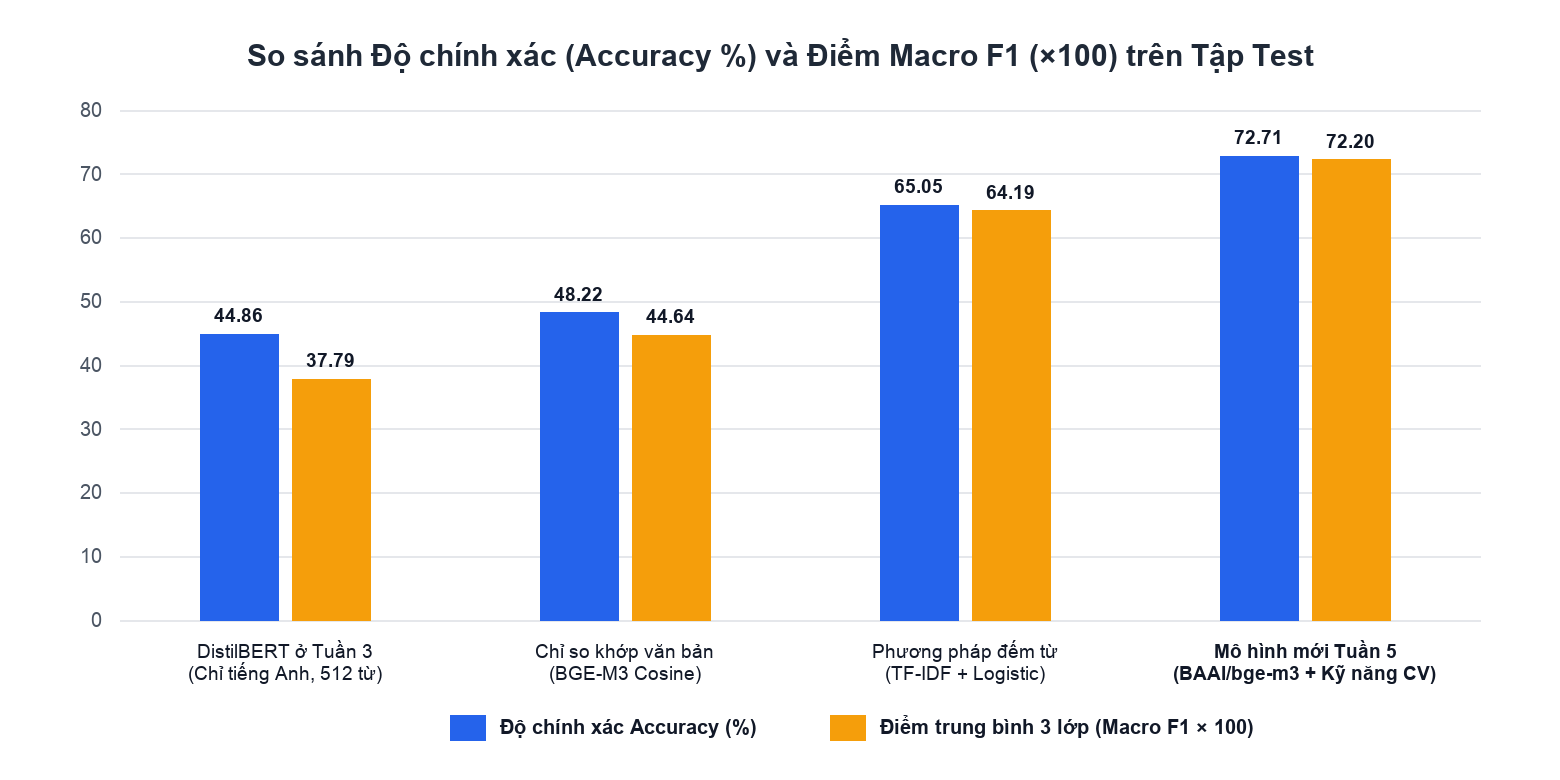 So sánh Độ chính xác (Accuracy %) và Điểm Macro F1 (×100) trên Tập Test
80
70
60
50
40
30
20
10
0
44.86
37.79
48.22
44.64
65.05
64.19
72.71
72.20
DistilBERT ở Tuần 3
(Chỉ tiếng Anh, 512 từ)
Chỉ so khớp văn bản
(BGE-M3 Cosine)
Phương pháp đếm từ
(TF-IDF + Logistic)
Mô hình mới Tuần 5
(BAAI/bge-m3 + Kỹ năng CV)
Độ chính xác Accuracy (%)
Điểm trung bình 3 lớp (Macro F1 × 100)